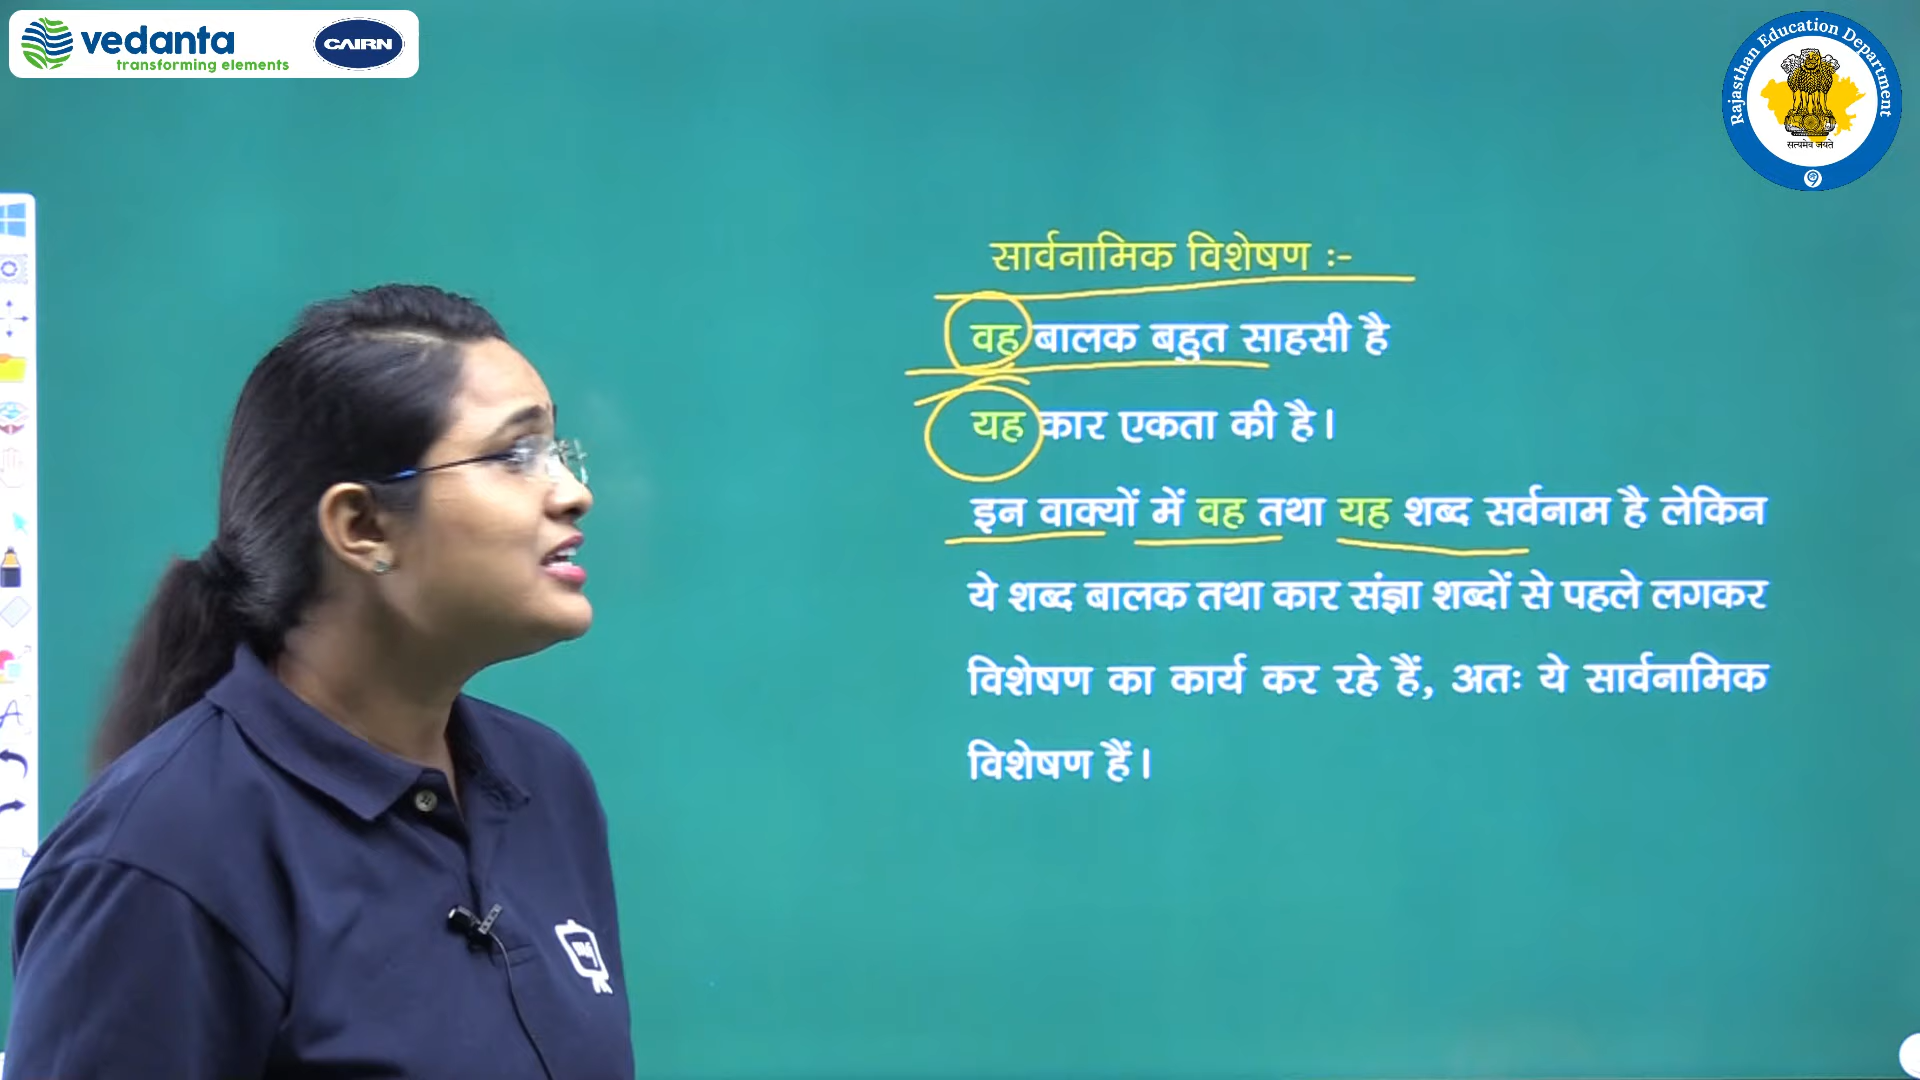 vedanta
transforming elements
CAIRN
Rajasthan Education Department
सत्यमेव जयते
सार्वनामिक विशेषण :-
वह बालक बहुत साहसी है
यह कार एकता की है।
इन वाक्यों में वह तथा यह शब्द सर्वनाम है लेकिन
ये शब्द बालक तथा कार संज्ञा शब्दों से पहले लगकर
विशेषण का कार्य कर रहे हैं, अतः ये सार्वनामिक
विशेषण हैं।